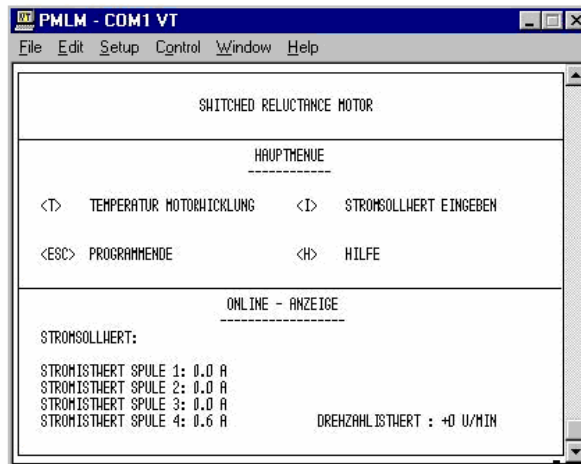 PMLM - COM1 VT
File Edit Setup Control Window Help
SWITCHED RELUCTANCE MOTOR
HAUPTMENUE
------------
<T> TEMPERATUR MOTORWICKLUNG <I> STROMSOLLWERT EINGEBEN
<ESC> PROGRAMMENDE <H> HILFE
ONLINE - ANZEIGE
------------------
STROMSOLLWERT:
STROMISTWERT SPULE 1: 0.0 A
STROMISTWERT SPULE 2: 0.0 A
STROMISTWERT SPULE 3: 0.0 A
STROMISTWERT SPULE 4: 0.6 A DREHZAHLISTWERT : +0 U/MIN